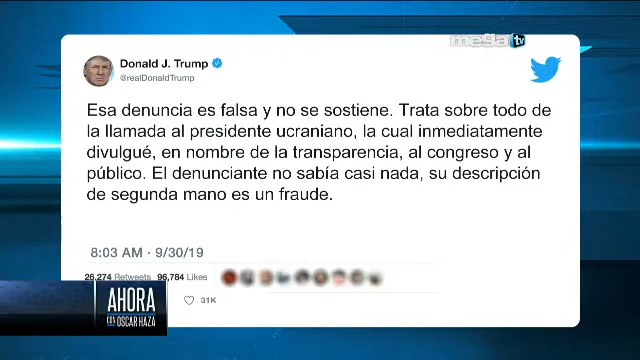 mega tv
Donald J. Trump
@realDonaldTrump
Esa denuncia es falsa y no se sostiene. Trata sobre todo de
la llamada al presidente ucraniano, la cual inmediatamente
divulgué, en nombre de la transparencia, al congreso y al
público. El denunciante no sabía casi nada, su descripción
de segunda mano es un fraude.
8:03 AM · 9/30/19
26,274 Retweets 96,784 Likes
31K
AHORA
CON OSCAR HAZA